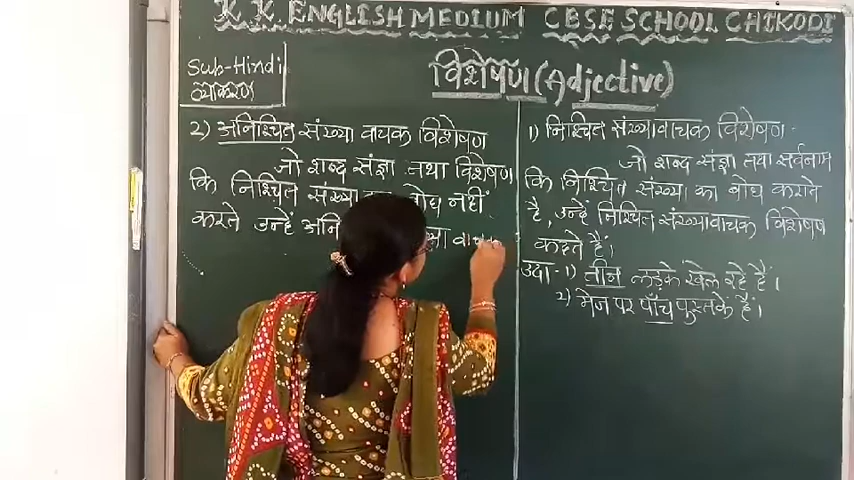 K.K. ENGLISH MEDIUM CBSE SCHOOL CHIKODI
Sub-Hindi
व्याकरण
विशेषण (Adjective)
2) अनिश्चित संख्या वाचक विशेषण
जो शब्द संज्ञा तथा विशेषण
कि निश्चित संख्या का बोध नहीं
करते उन्हें अनि
1) निश्चित संख्यावाचक विशेषण -
जो शब्द संज्ञा तथा सर्वनाम
कि निश्चित संख्या का बोध कराते
है, उन्हें निश्चित संख्यावाचक विशेषण
कहते हैं।
उदा - 1) तीन लड़के खेल रहे हैं।
2) मेज पर पाँच पुस्तकें हैं।